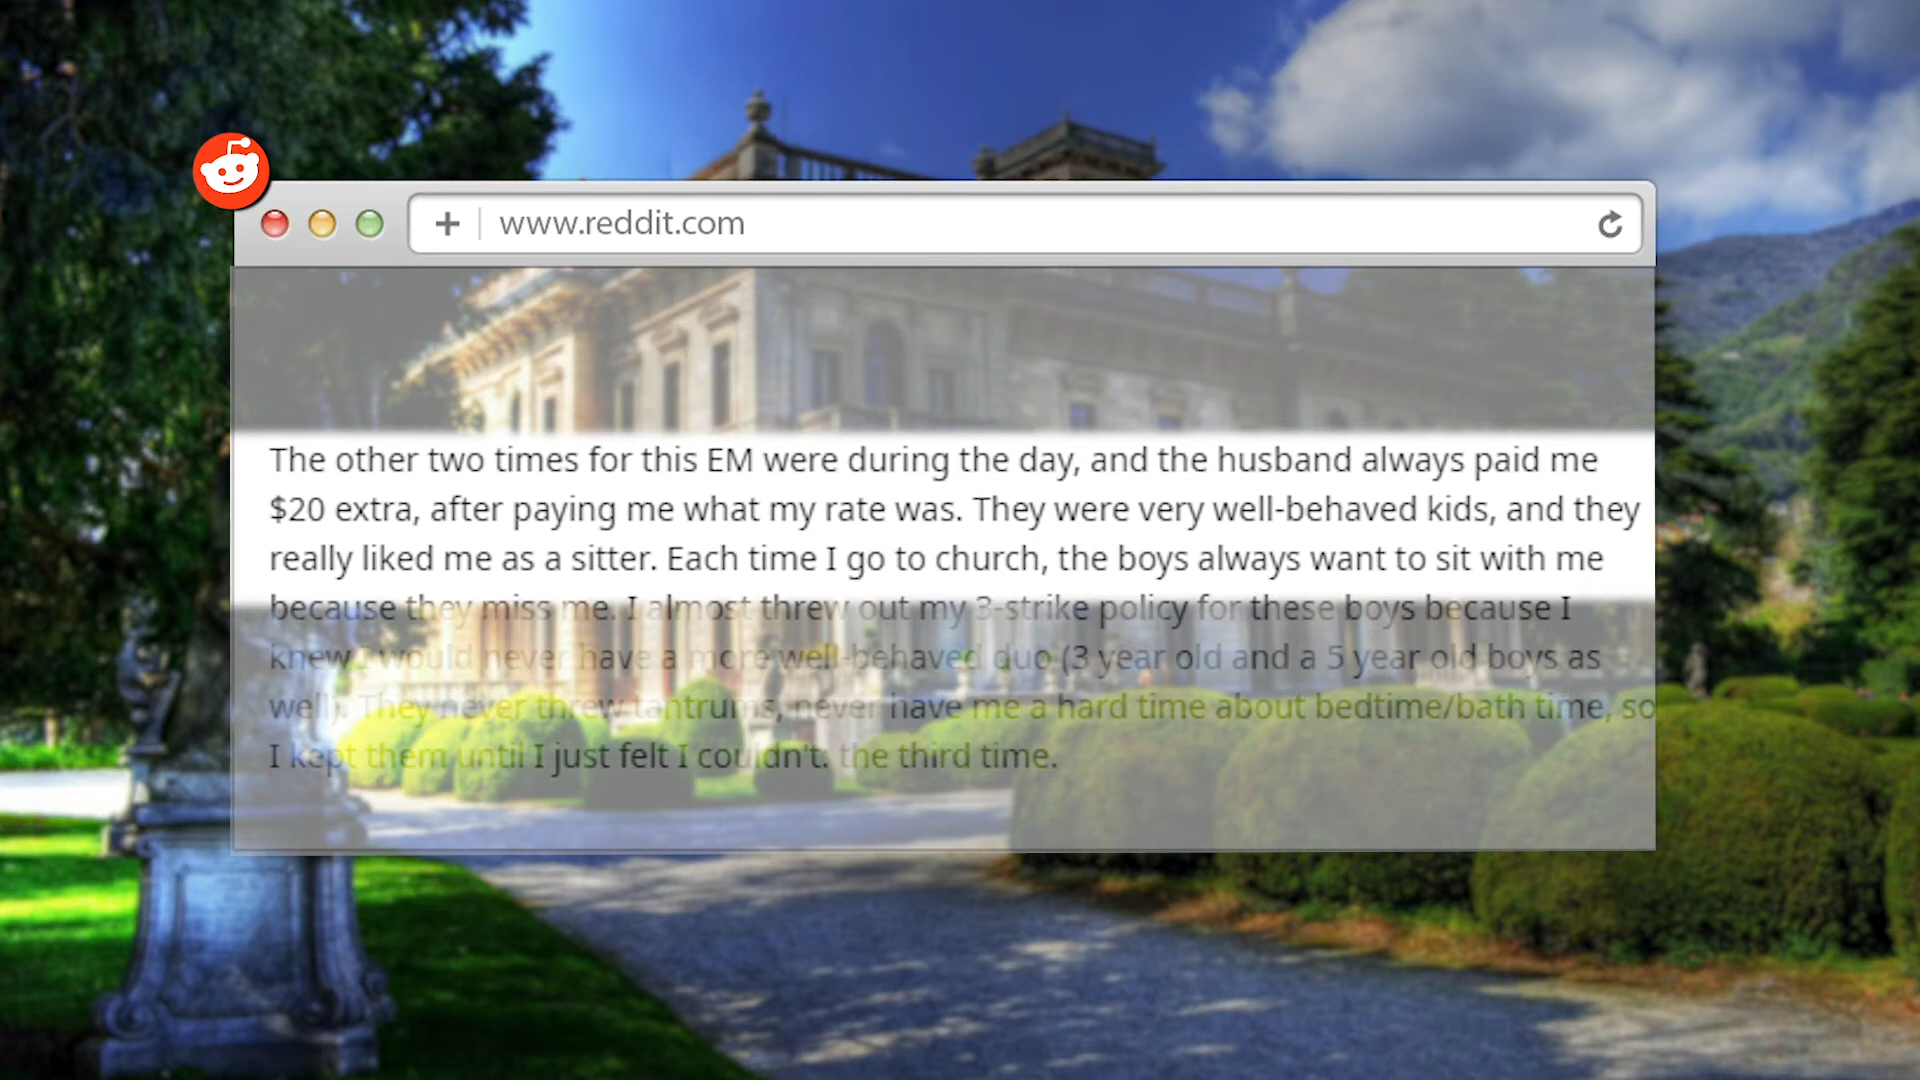 www.reddit.com
The other two times for this EM were during the day, and the husband always paid me
$20 extra, after paying me what my rate was. They were very well-behaved kids, and they
really liked me as a sitter. Each time I go to church, the boys always want to sit with me
because they miss me. I almost threw out my 3-strike policy for these boys because I
knew I would never have a more well-behaved duo (3 year old and a 5 year old boys as
well). They never threw tantrums, never have me a hard time about bedtime/bath time, so
I kept them until I just felt I couldn't: the third time.